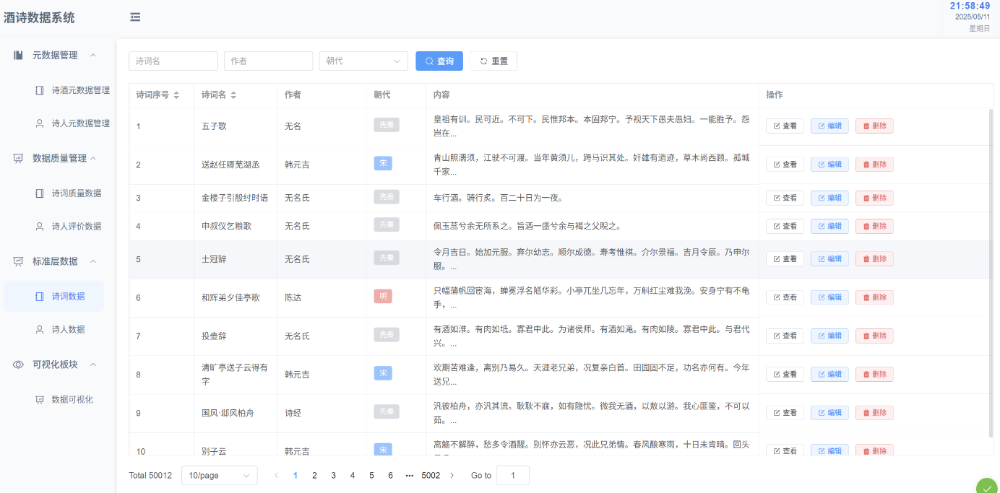 酒诗数据系统
21:58:49
2025/05/11
星期日
元数据管理
诗酒元数据管理
诗人元数据管理
数据质量管理
诗词质量数据
诗人评价数据
标准层数据
诗词数据
诗人数据
可视化板块
数据可视化
诗词名 作者 朝代 查询 重置
诗词序号 诗词名 作者 朝代 内容 操作
1 五子歌 无名 先秦 皇祖有训。民可近。不可下。民惟邦本。本固邦宁。予视天下愚夫愚妇。一能胜予。怨
岂在... 查看 编辑 删除
2 送赵任卿芜湖丞 韩元吉 宋 青山照濡须，江驶不可渡。当年黄须儿，跨马识其处。奸雄有遗迹，草木尚西顾。孤城
千家... 查看 编辑 删除
3 金楼子引殷纣时语 无名氏 先秦 车行酒。骑行炙。百二十日为一夜。 查看 编辑 删除
4 申叔仪乞粮歌 无名氏 先秦 佩玉蕊兮余无所系之。旨酒一盛兮余与褐之父睨之。 查看 编辑 删除
5 士冠辞 无名氏 先秦 令月吉日。始加元服。弃尔幼志。顺尔成德。寿考惟祺。介尔景福。吉月令辰。乃申尔
服。... 查看 编辑 删除
6 和辉弟夕佳亭歌 陈达 明 只幅蒲帆回宦海，蝉冕浮名陋华彩。小亭兀坐几忘年，万斛红尘难我浼。安身宁有不龟
手，... 查看 编辑 删除
7 投壶辞 无名氏 先秦 有酒如淮。有肉如坻。寡君中此。为诸侯师。有酒如渑。有肉如陵。寡君中此。与君代
兴。... 查看 编辑 删除
8 清旷亭送子云得有
字 韩元吉 宋 欢期苦难逢，离别乃易久。天涯老兄弟，况复亲白首。田园固不足，功名亦何有。今年
送兄... 查看 编辑 删除
9 国风·邶风柏舟 诗经 先秦 汎彼柏舟，亦汎其流。耿耿不寐，如有隐忧。微我无酒，以敖以游。我心匪鉴，不可以
茹。... 查看 编辑 删除
10 别子云 韩元吉 宋 离觞不解醉，愁多令酒醒。别怀亦云恶，况此兄弟情。春风酿寒雨，十日未肯晴。回头
查看 编辑 删除
Total 50012 10/page 1 2 3 4 5 6 ••• 5002 Go to 1